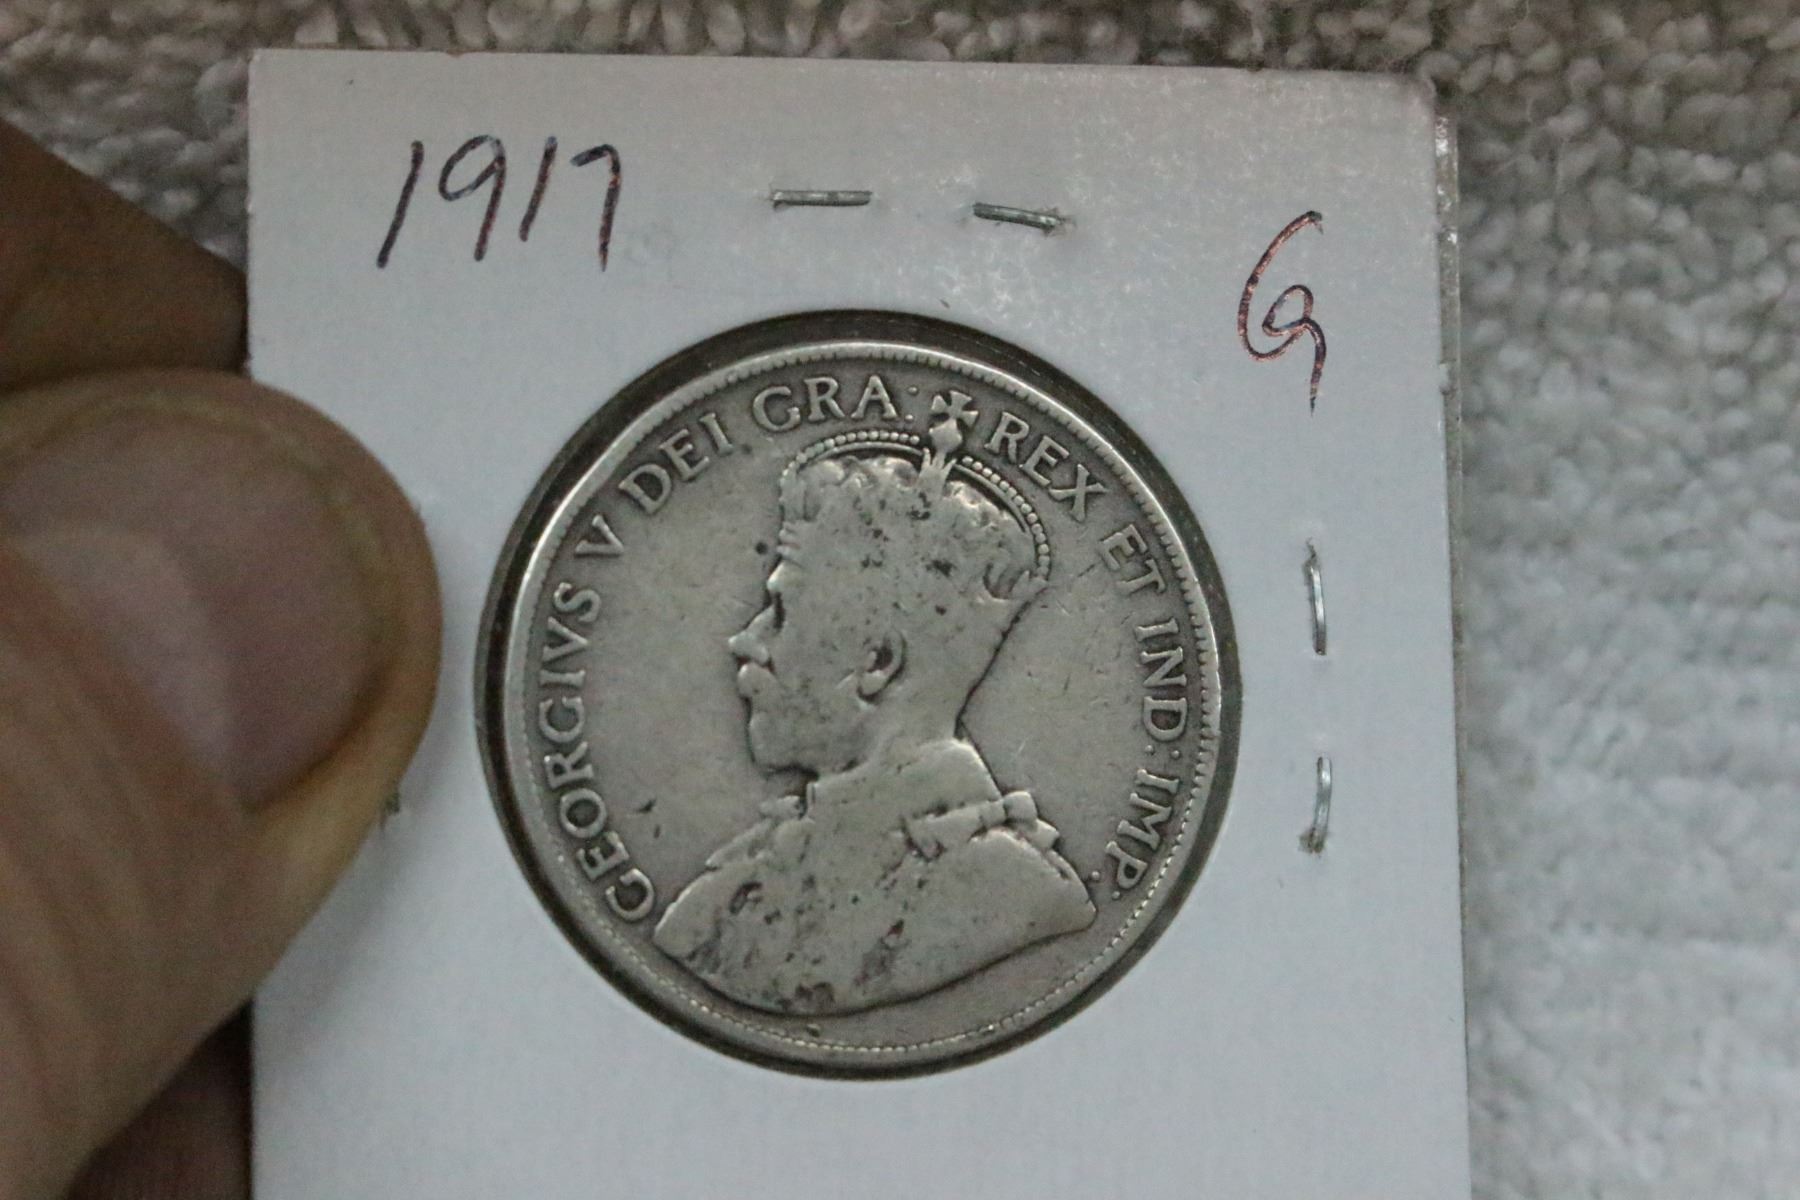 1917
G
GEORGIVS V DEI GRA: REX ET IND: IMP: